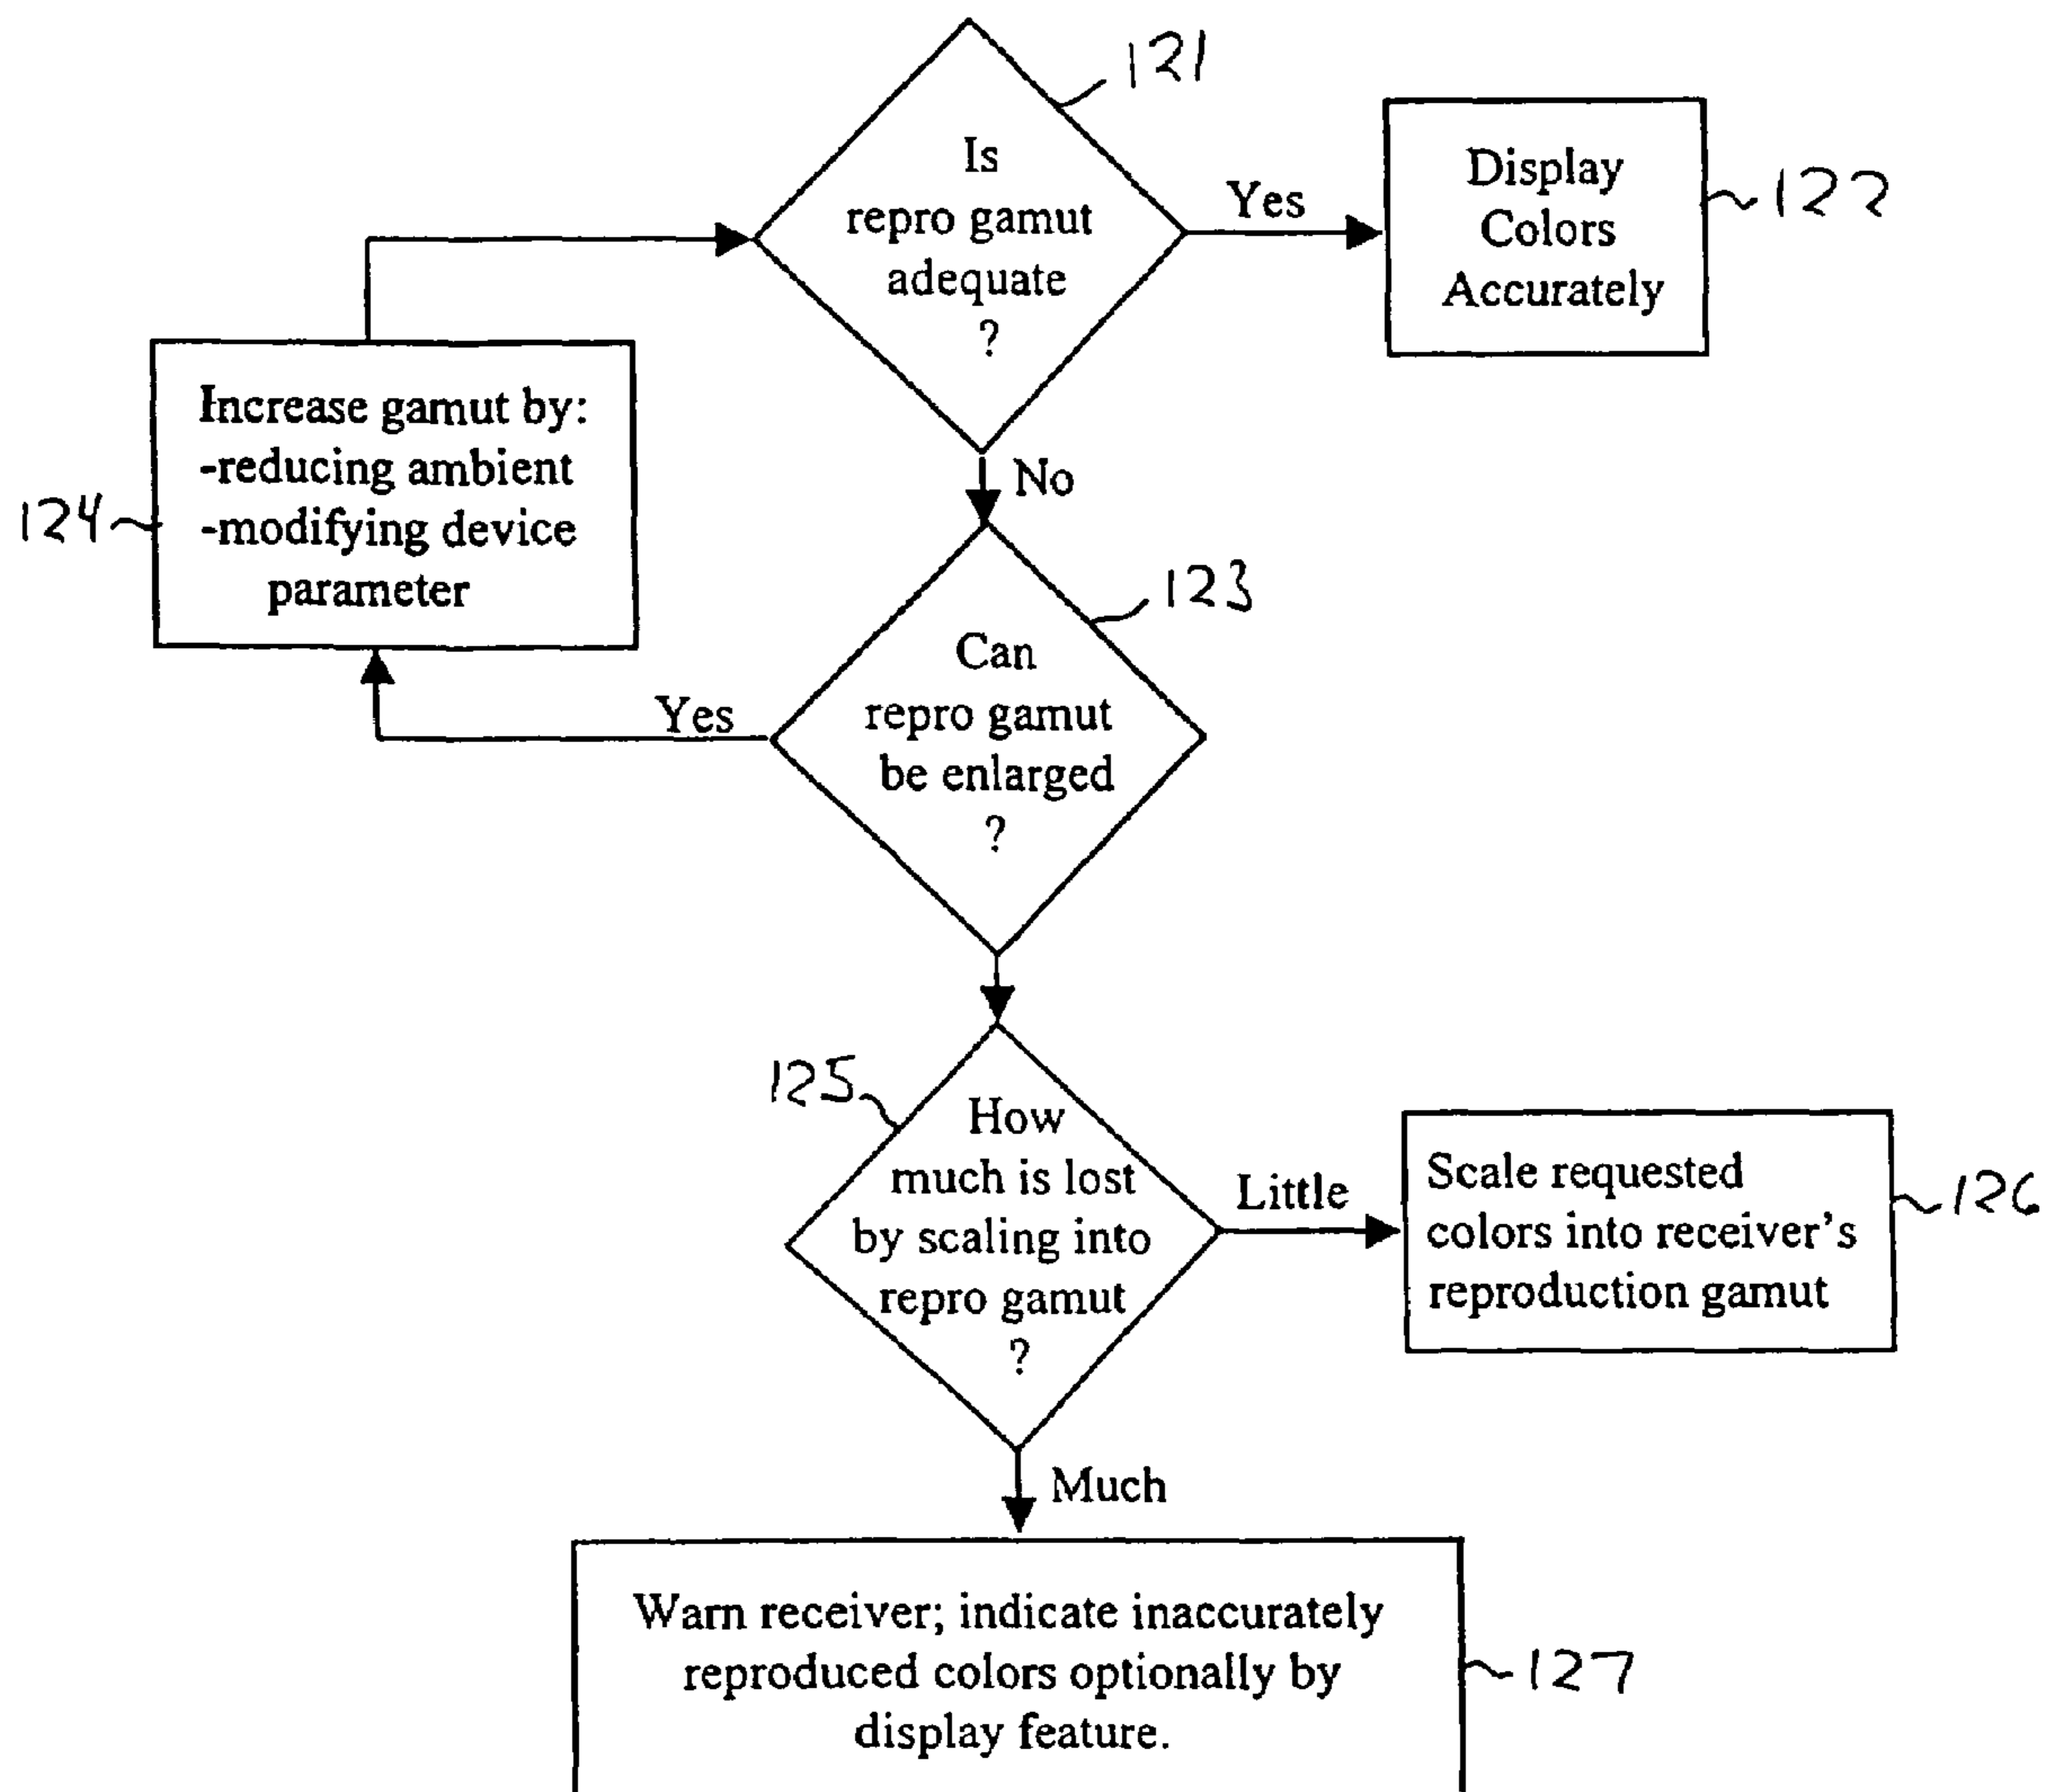 121
Is
repro gamut
adequate
?
Yes
Display
Colors
Accurately
122
Increase gamut by:
-reducing ambient
-modifying device
parameter
124
No
123
Can
repro gamut
be enlarged
?
Yes
125
How
much is lost
by scaling into
repro gamut
?
Little
Scale requested
colors into receiver's
reproduction gamut
126
Much
Warn receiver; indicate inaccurately
reproduced colors optionally by
display feature.
127